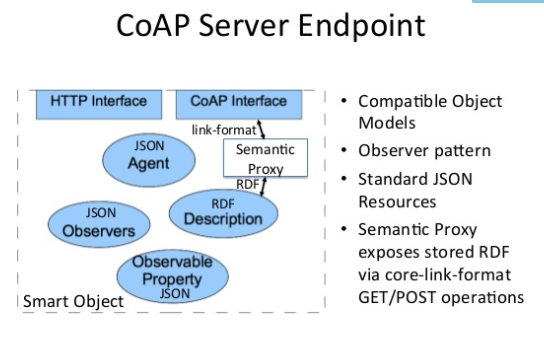 CoAP Server Endpoint
HTTP Interface
CoAP Interface
link-format
JSON
Agent
Semantic
Proxy
RDF
RDF
Description
JSON
Observers
Observable
Property
JSON
Smart Object
• Compatible Object
Models
• Observer pattern
• Standard JSON
Resources
• Semantic Proxy
exposes stored RDF
via core-link-format
GET/POST operations